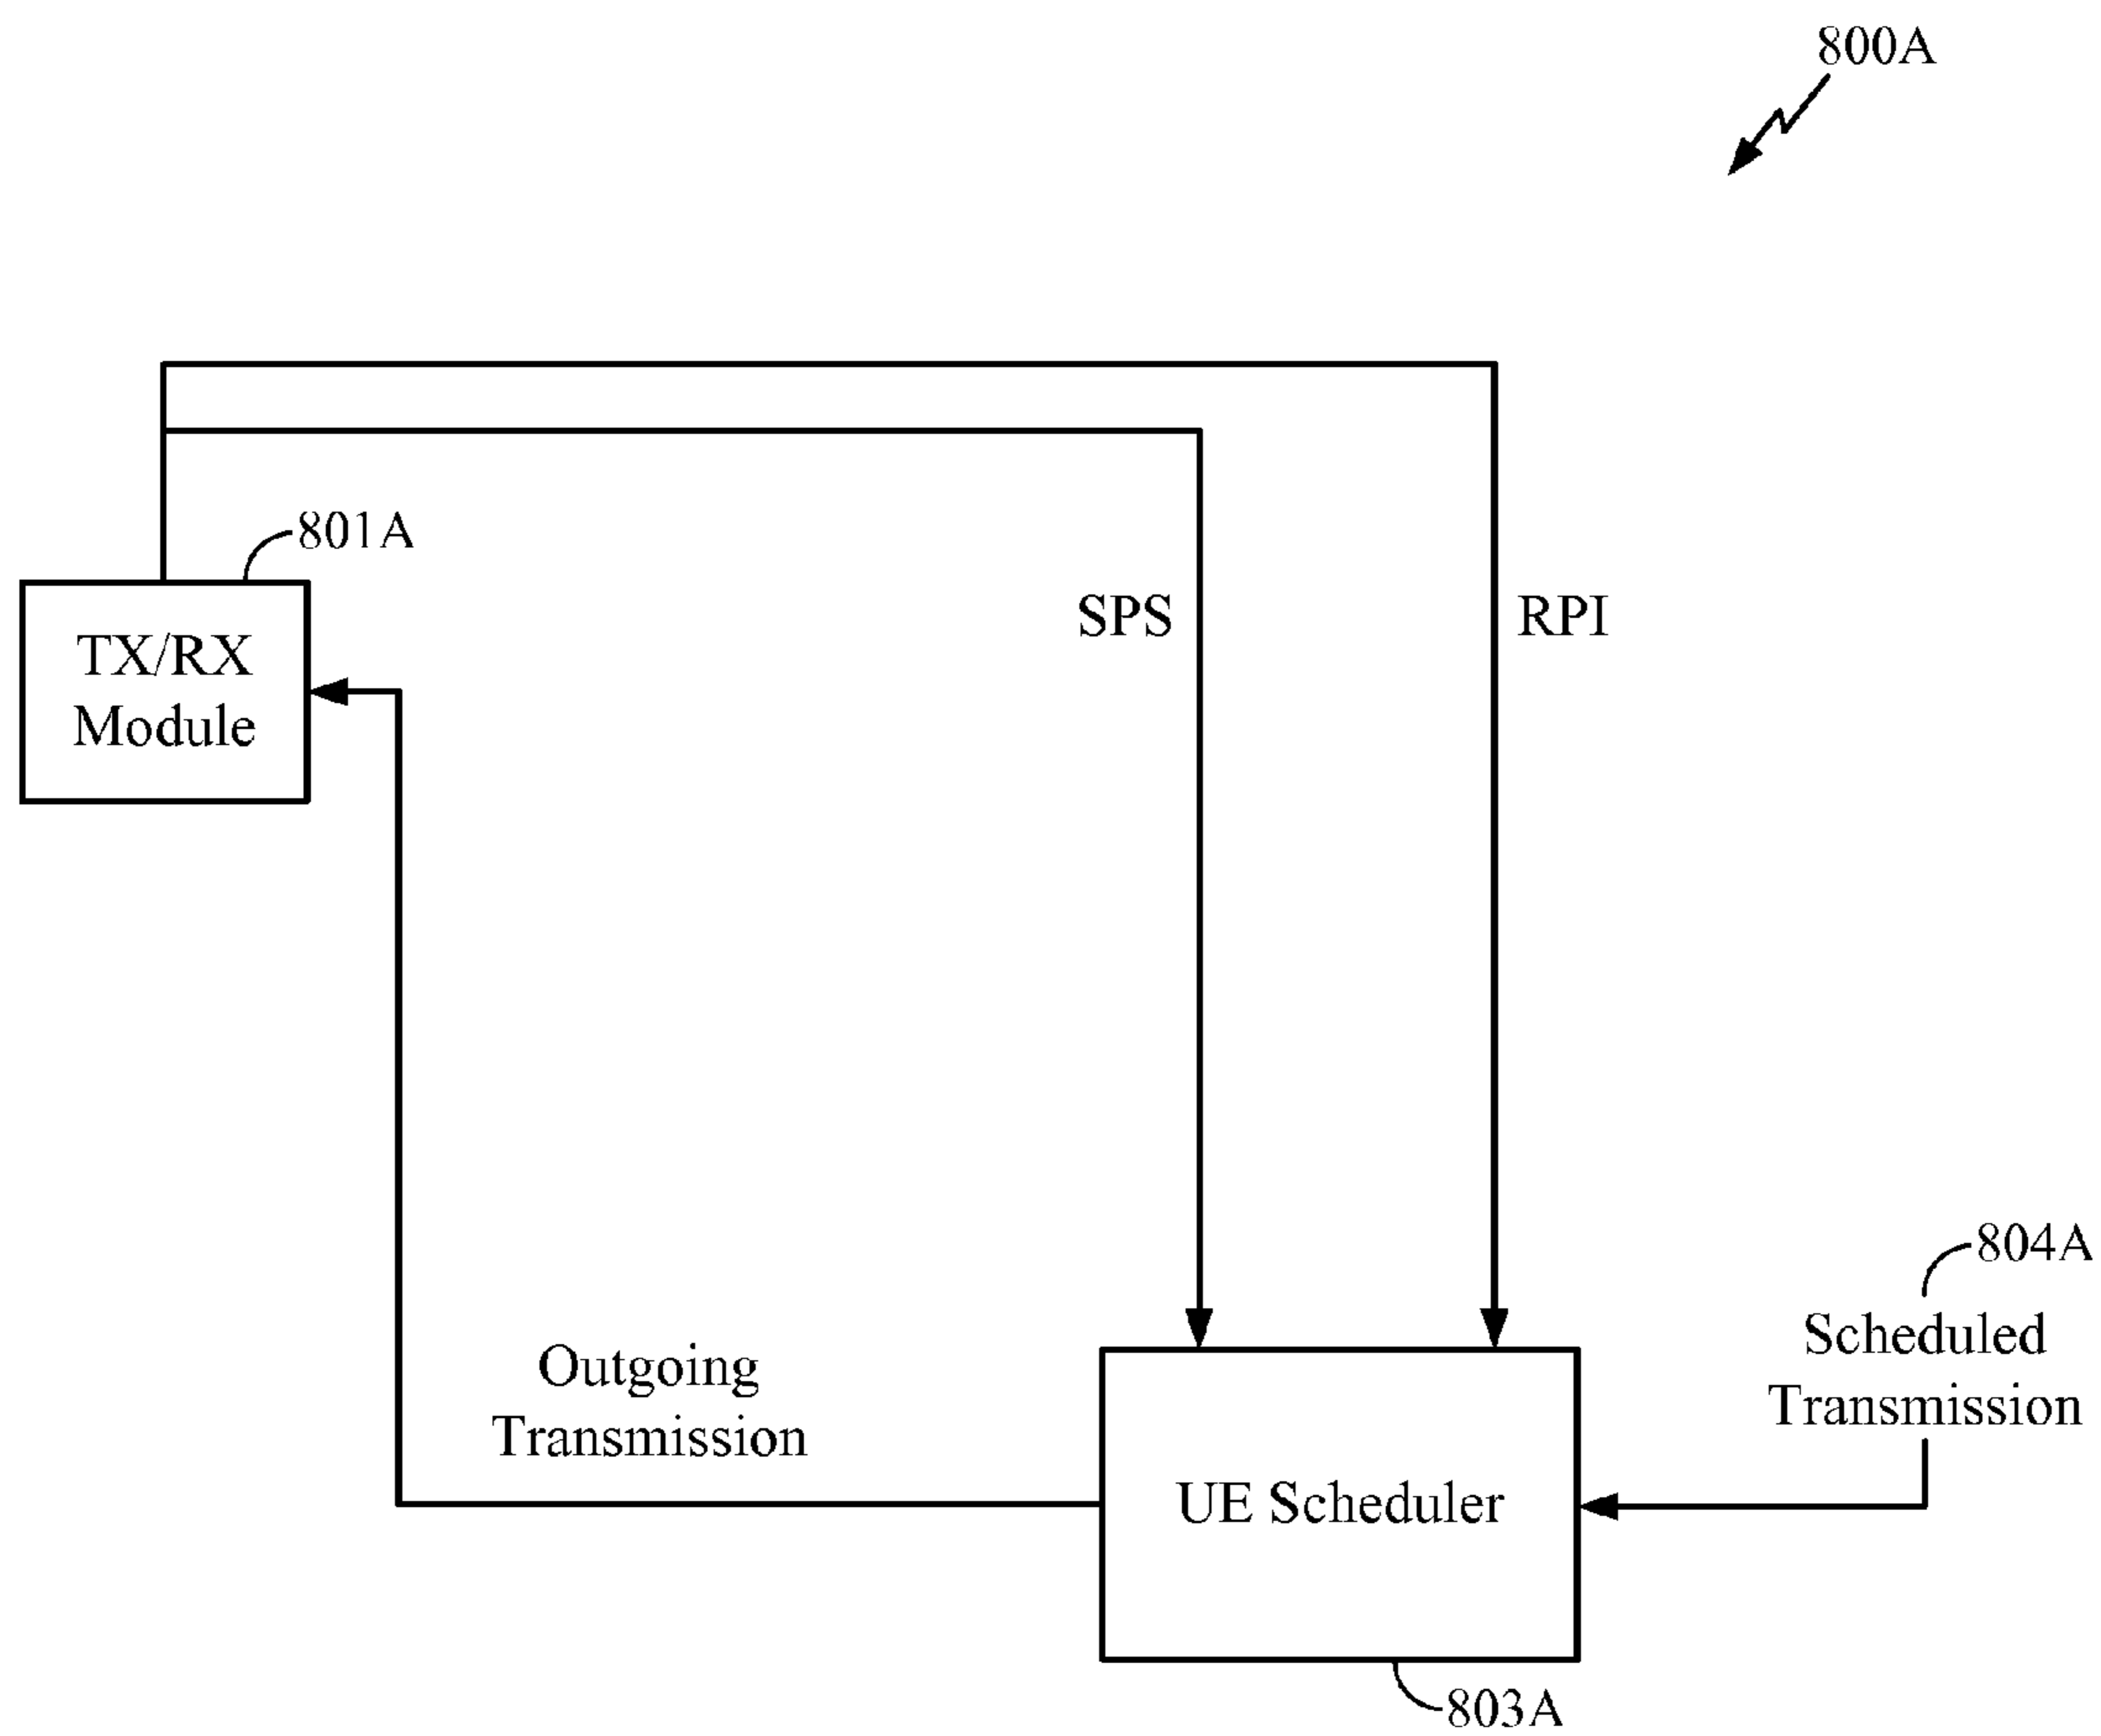 800A
801A
TX/RX
Module
SPS
RPI
804A
Scheduled
Transmission
Outgoing
Transmission
UE Scheduler
803A